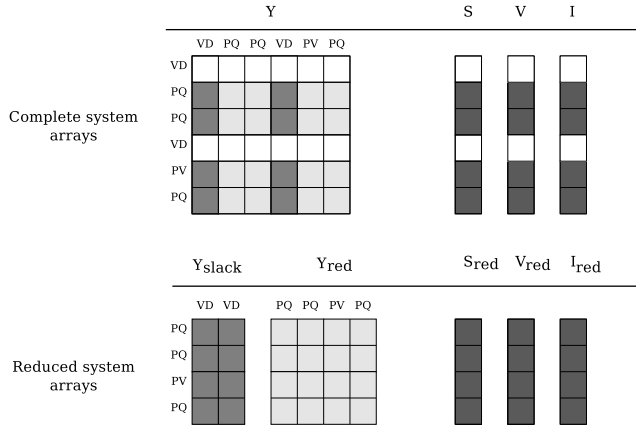 Y S V I
VD PQ PQ VD PV PQ
VD
PQ
PQ
VD
PV
PQ
Complete system
arrays
Yslack Yred Sred Vred Ired
VD VD PQ PQ PV PQ
PQ
PQ
PV
PQ
Reduced system
arrays